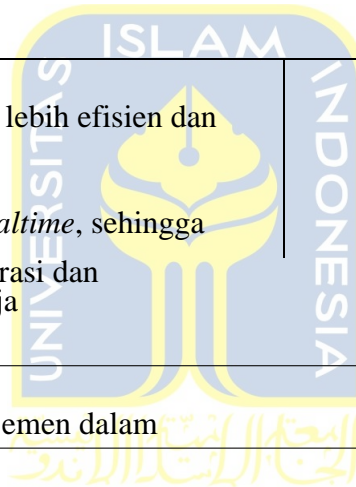 ISLAM
UNIVERSITAS
INDONESIA
lebih efisien dan
altime, sehingga
rasi dan
ja
emen dalam